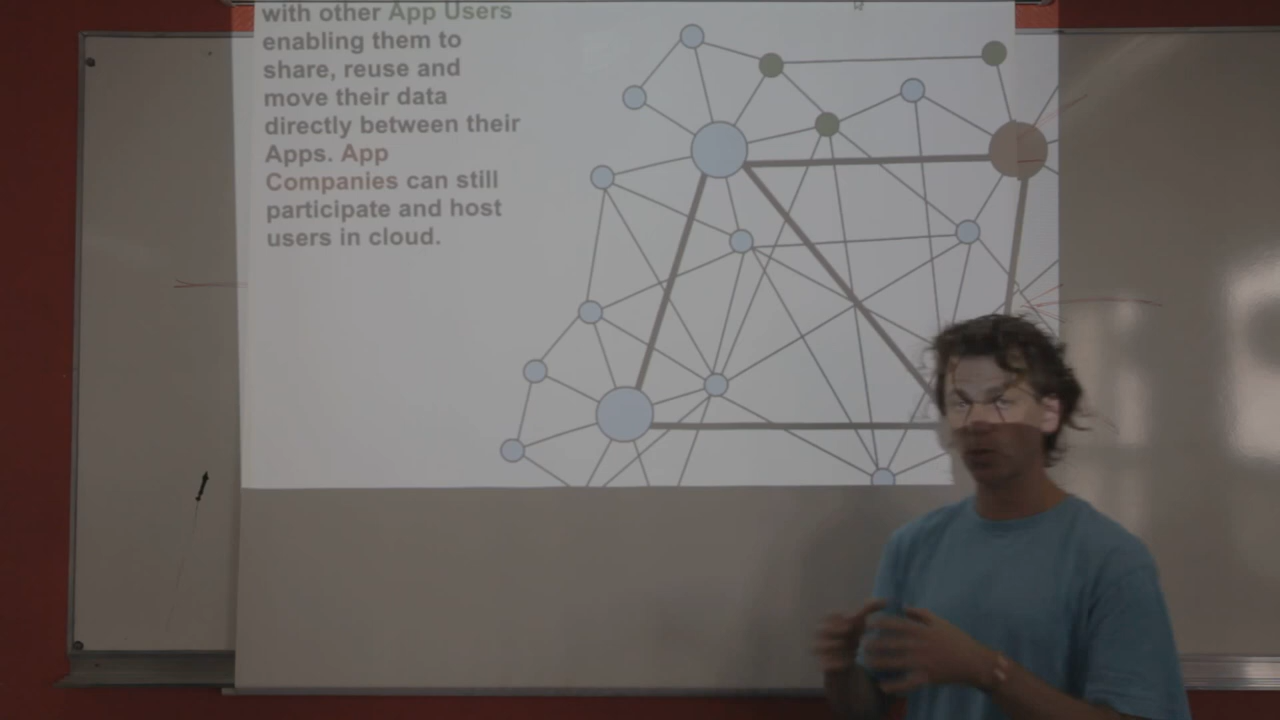 with other App Users
enabling them to
share, reuse and
move their data
directly between their
Apps. App
Companies can still
participate and host
users in cloud.